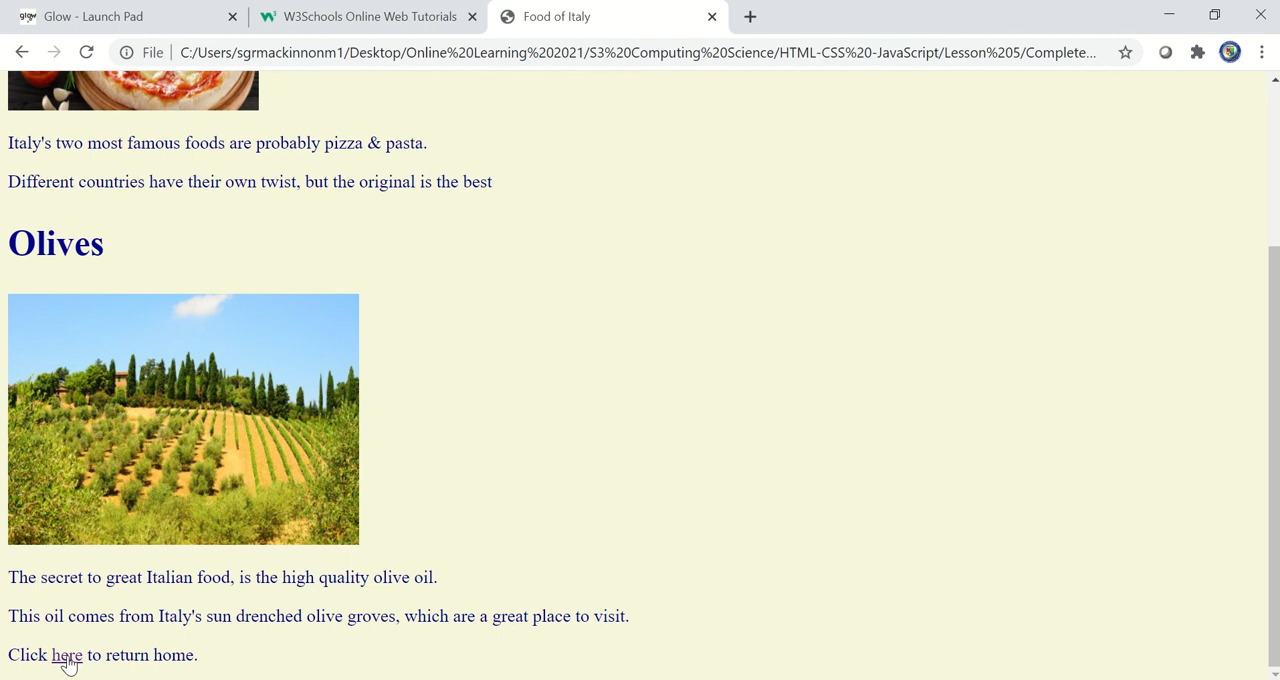 glow Glow - Launch Pad
W3Schools Online Web Tutorials
Food of Italy
File
C:/Users/sgrmackinnonm1/Desktop/Online%20Learning%202021/S3%20Computing%20Science/HTML-CSS%20-JavaScript/Lesson%205/Complete...
Italy's two most famous foods are probably pizza & pasta.
Different countries have their own twist, but the original is the best
Olives
The secret to great Italian food, is the high quality olive oil.
This oil comes from Italy's sun drenched olive groves, which are a great place to visit.
Click here to return home.